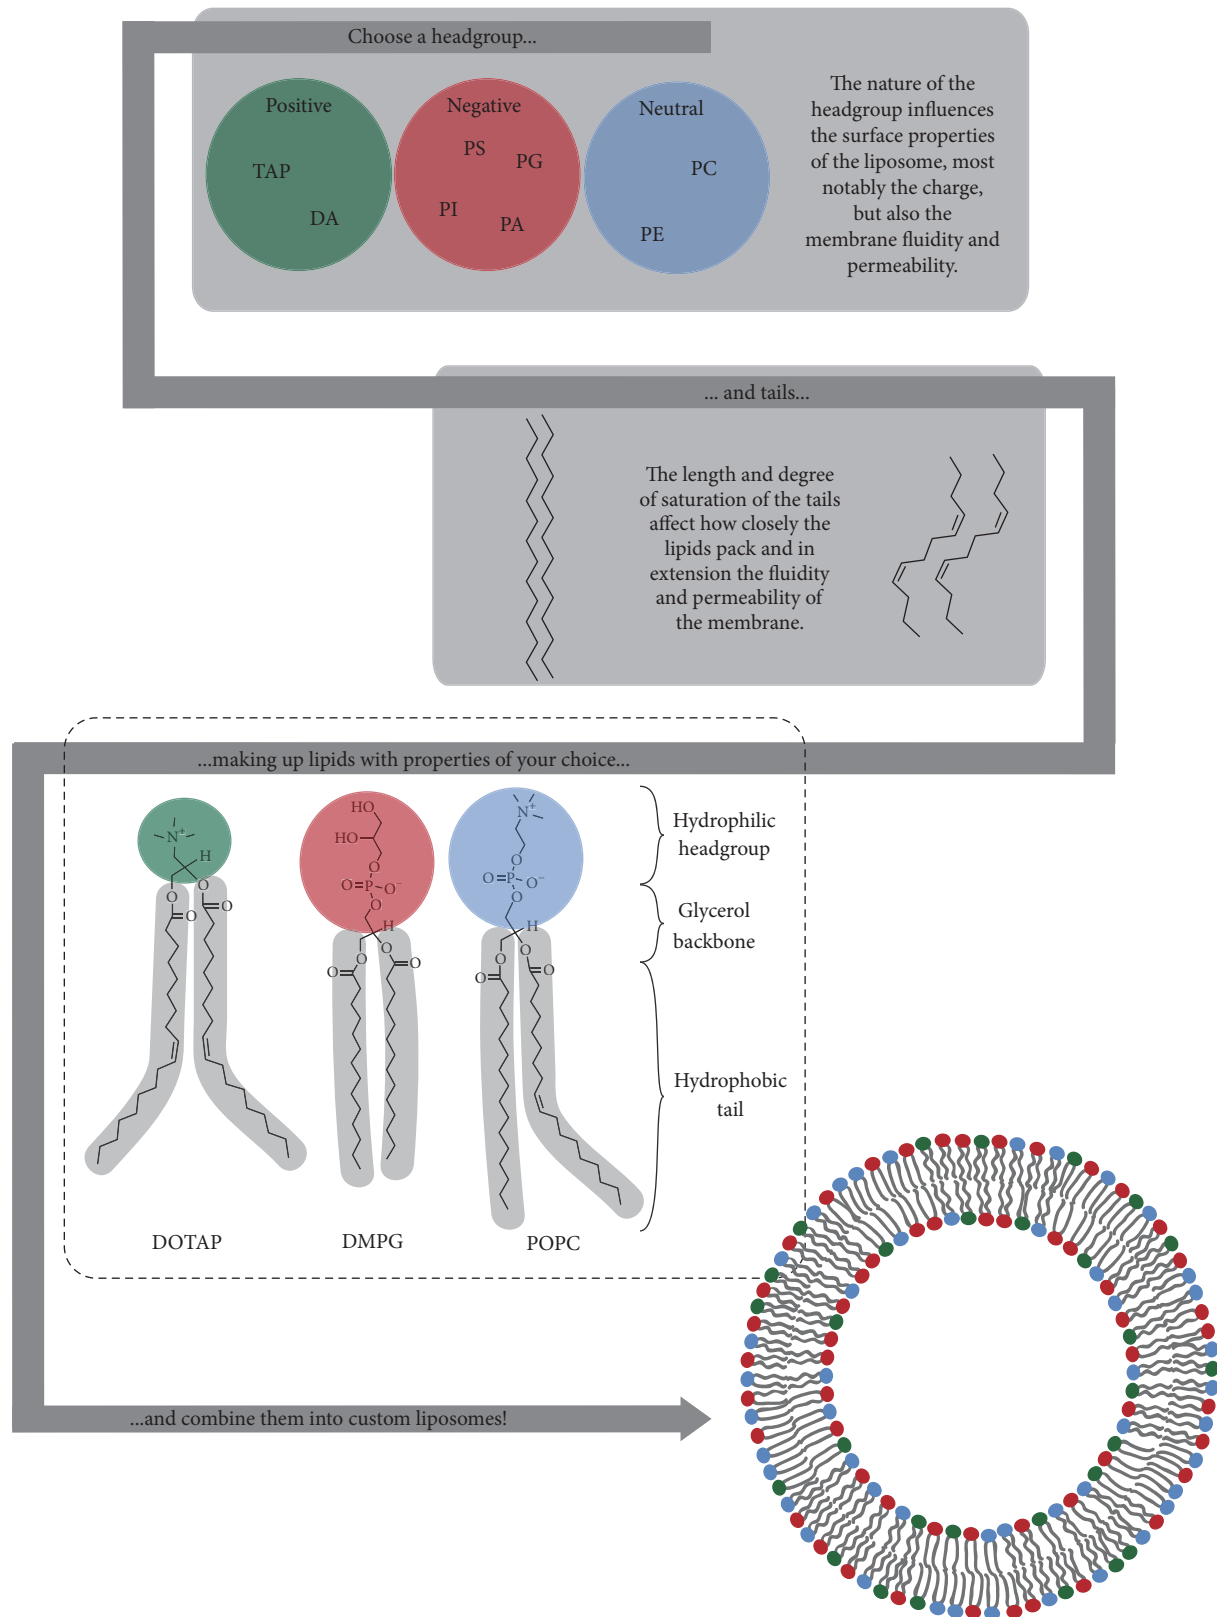 Choose a headgroup...
Positive
TAP
DA
Negative
PS
PG
PI
PA
Neutral
PC
PE
The nature of the
headgroup influences
the surface properties
of the liposome, most
notably the charge,
but also the
membrane fluidity and
permeability.
... and tails...
The length and degree
of saturation of the tails
affect how closely the
lipids pack and in
extension the fluidity
and permeability of
the membrane.
...making up lipids with properties of your choice...
N+
H
O
O
O
O
HO
HO
O
O
P
O−
O
H
O
O
O
O
N+
O
O
P
O−
O
H
O
O
O
O
Hydrophilic
headgroup
Glycerol
backbone
Hydrophobic
tail
DOTAP
DMPG
POPC
...and combine them into custom liposomes!